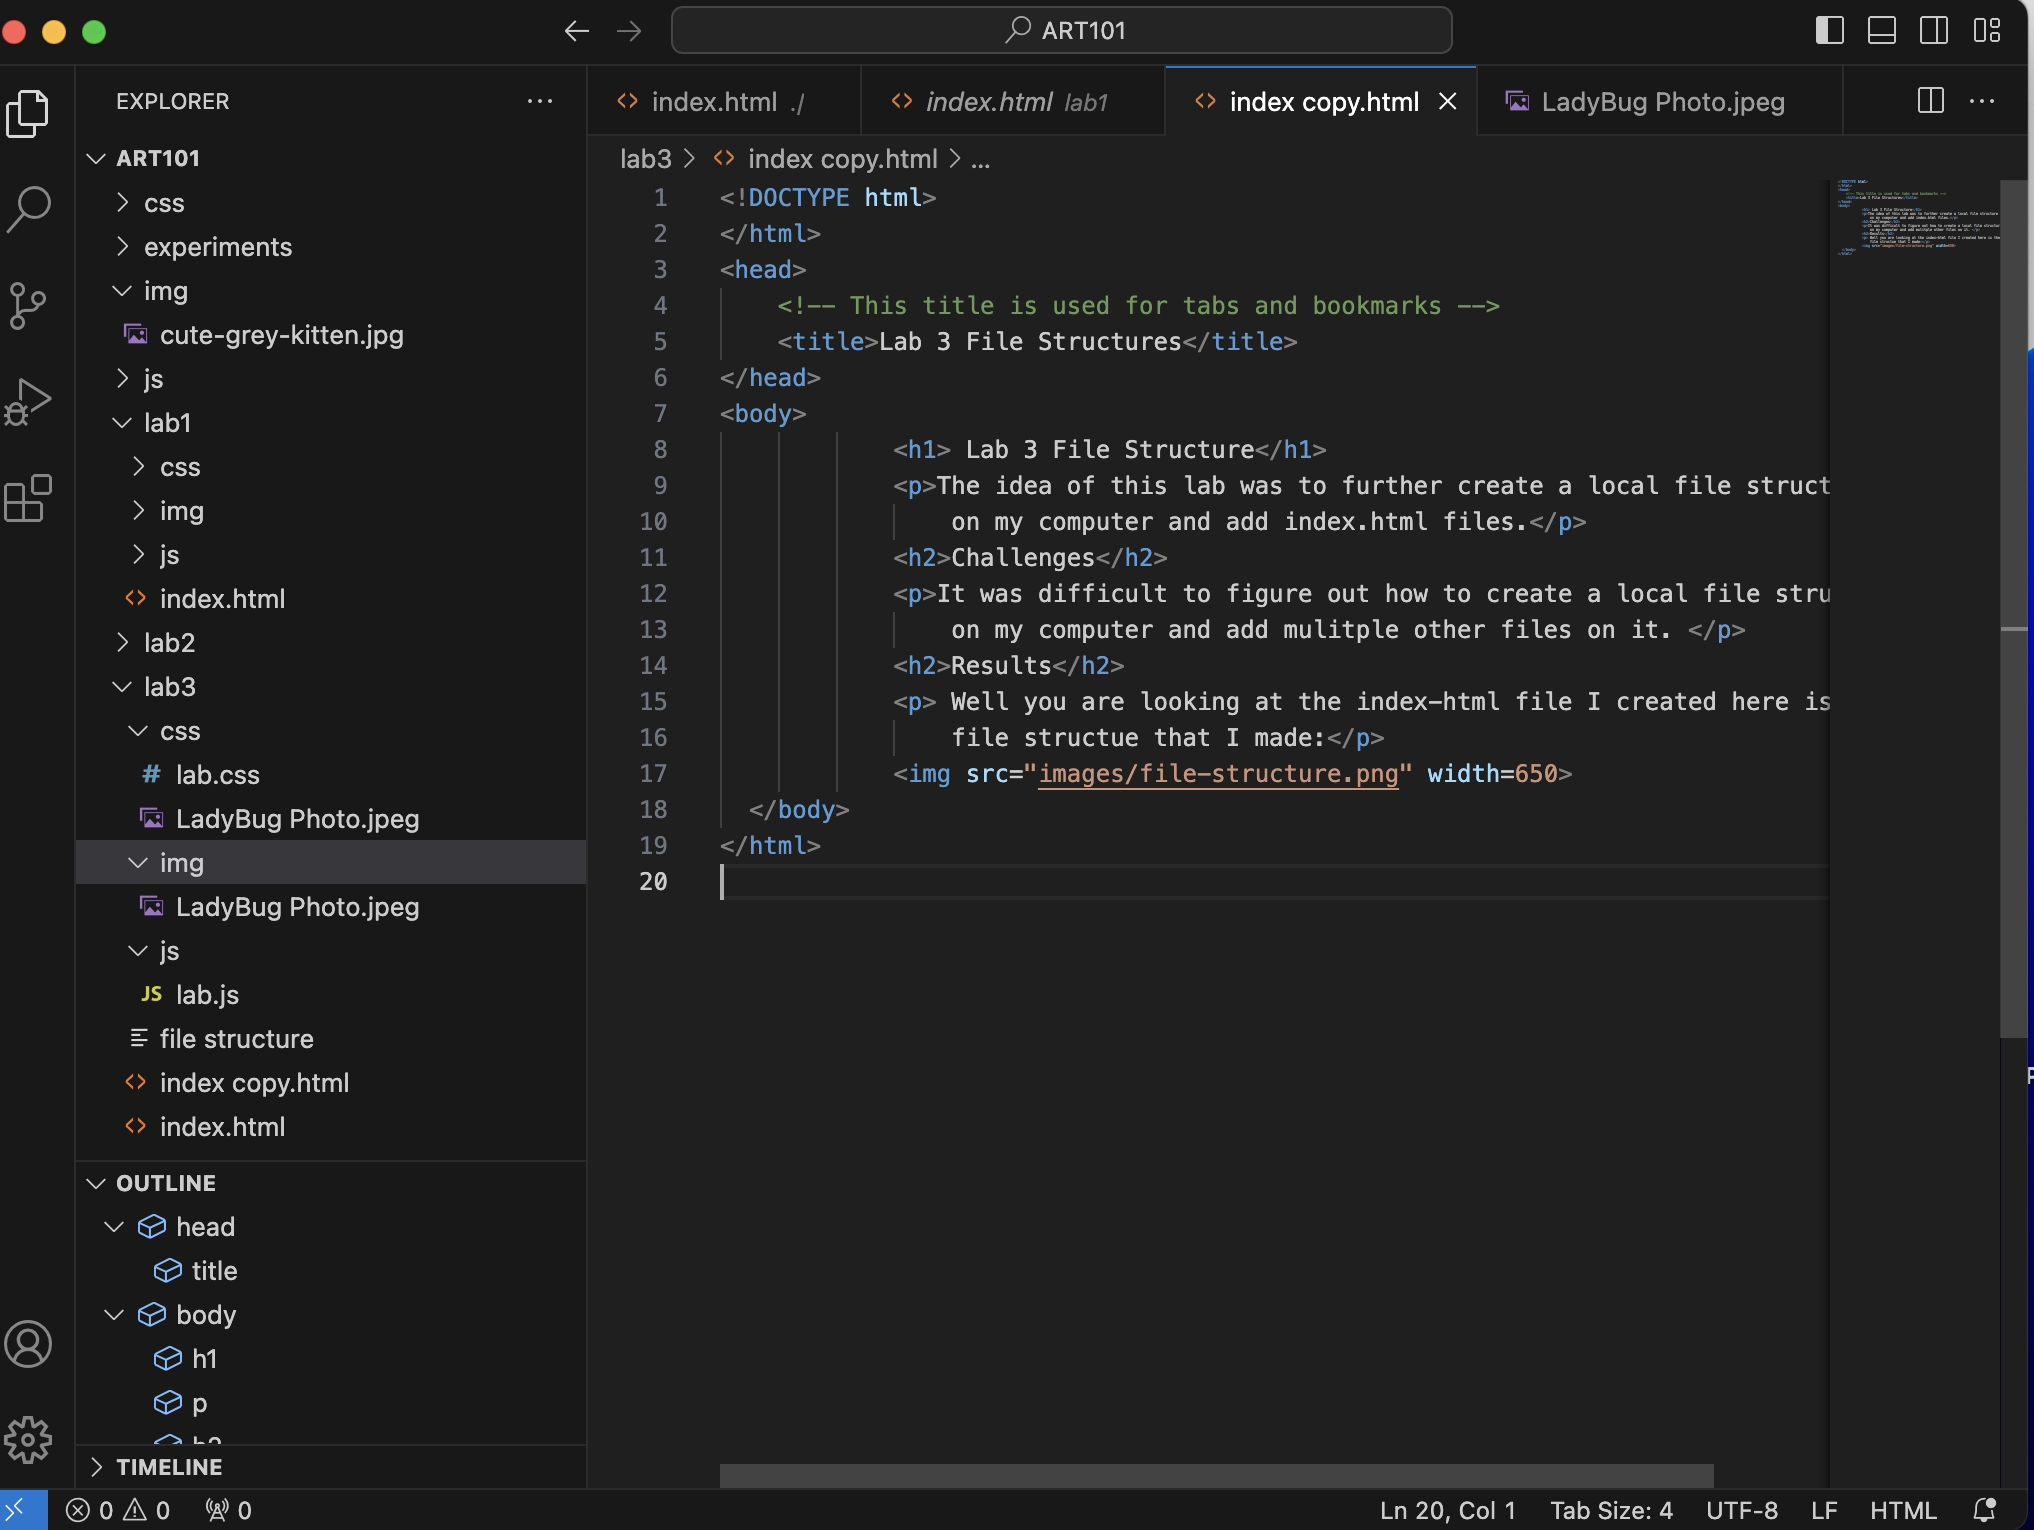 ART101
EXPLORER
index.html ./
index.html lab1
index copy.html
LadyBug Photo.jpeg
ART101
css
experiments
img
cute-grey-kitten.jpg
js
lab1
css
img
js
index.html
lab2
lab3
css
# lab.css
LadyBug Photo.jpeg
img
LadyBug Photo.jpeg
js
JS lab.js
file structure
index copy.html
index.html
OUTLINE
head
title
body
h1
p
h2
TIMELINE
lab3 > index copy.html > ...
1 <!DOCTYPE html>
2 </html>
3 <head>
4 <!-- This title is used for tabs and bookmarks -->
5 <title>Lab 3 File Structures</title>
6 </head>
7 <body>
8 <h1> Lab 3 File Structure</h1>
9 <p>The idea of this lab was to further create a local file struct
10 on my computer and add index.html files.</p>
11 <h2>Challenges</h2>
12 <p>It was difficult to figure out how to create a local file stru
13 on my computer and add mulitple other files on it. </p>
14 <h2>Results</h2>
15 <p> Well you are looking at the index-html file I created here is
16 file structue that I made:</p>
17 <img src="images/file-structure.png" width=650>
18 </body>
19 </html>
20
0 0 0
Ln 20, Col 1 Tab Size: 4 UTF-8 LF HTML